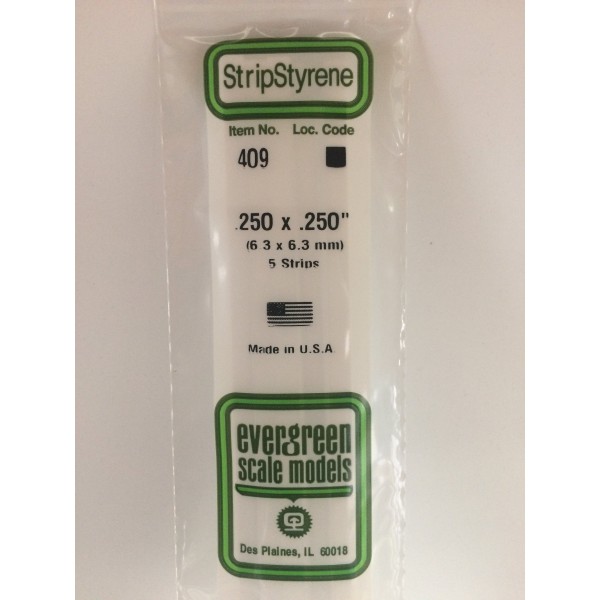 StripStyrene
Item No. Loc. Code
409
.250 x .250"
(6 3 x 6.3 mm)
5 Strips
Made in U.S.A
evergreen
scale models
Des Plaines, IL 60018